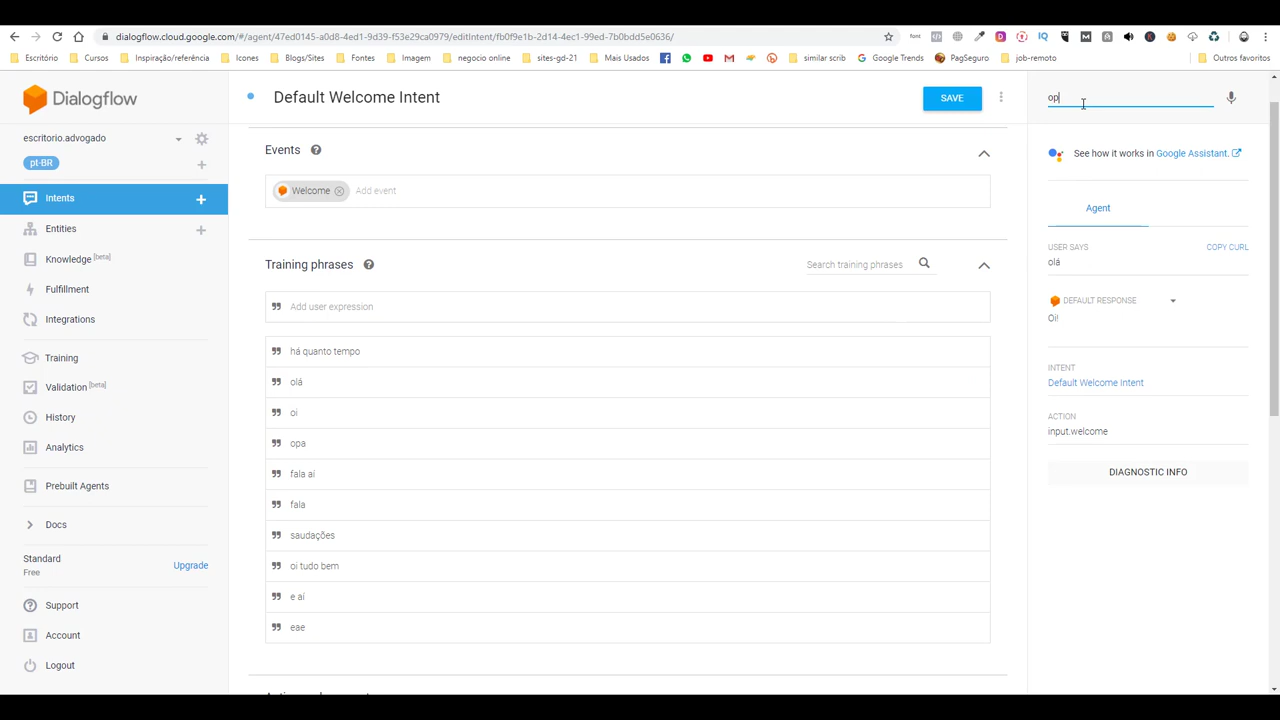 dialogflow.cloud.google.com/#/agent/47ed0145-a0d8-4ed1-9d39-f53e29ca0979/editIntent/fb0f9e1b-2d14-4ec1-99ed-7b0bdd5e0636/
Escritório Cursos Inspiração/referência Icones Blogs/Sites Fontes Imagem negocio online sites-gd-21 Mais Usados similar scrib Google Trends PagSeguro job-remoto Outros favoritos
Dialogflow
escritorio.advogado
pt-BR
Intents
Entities
Knowledge [beta]
Fulfillment
Integrations
Training
Validation [beta]
History
Analytics
Prebuilt Agents
Docs
Standard
Free
Upgrade
Support
Account
Logout
Default Welcome Intent
SAVE
Events
Welcome Add event
Training phrases
Search training phrases
Add user expression
há quanto tempo
olá
oi
opa
fala aí
fala
saudações
oi tudo bem
e aí
eae
op
See how it works in Google Assistant.
Agent
USER SAYS COPY CURL
olá
DEFAULT RESPONSE
Oi!
INTENT
Default Welcome Intent
ACTION
input.welcome
DIAGNOSTIC INFO